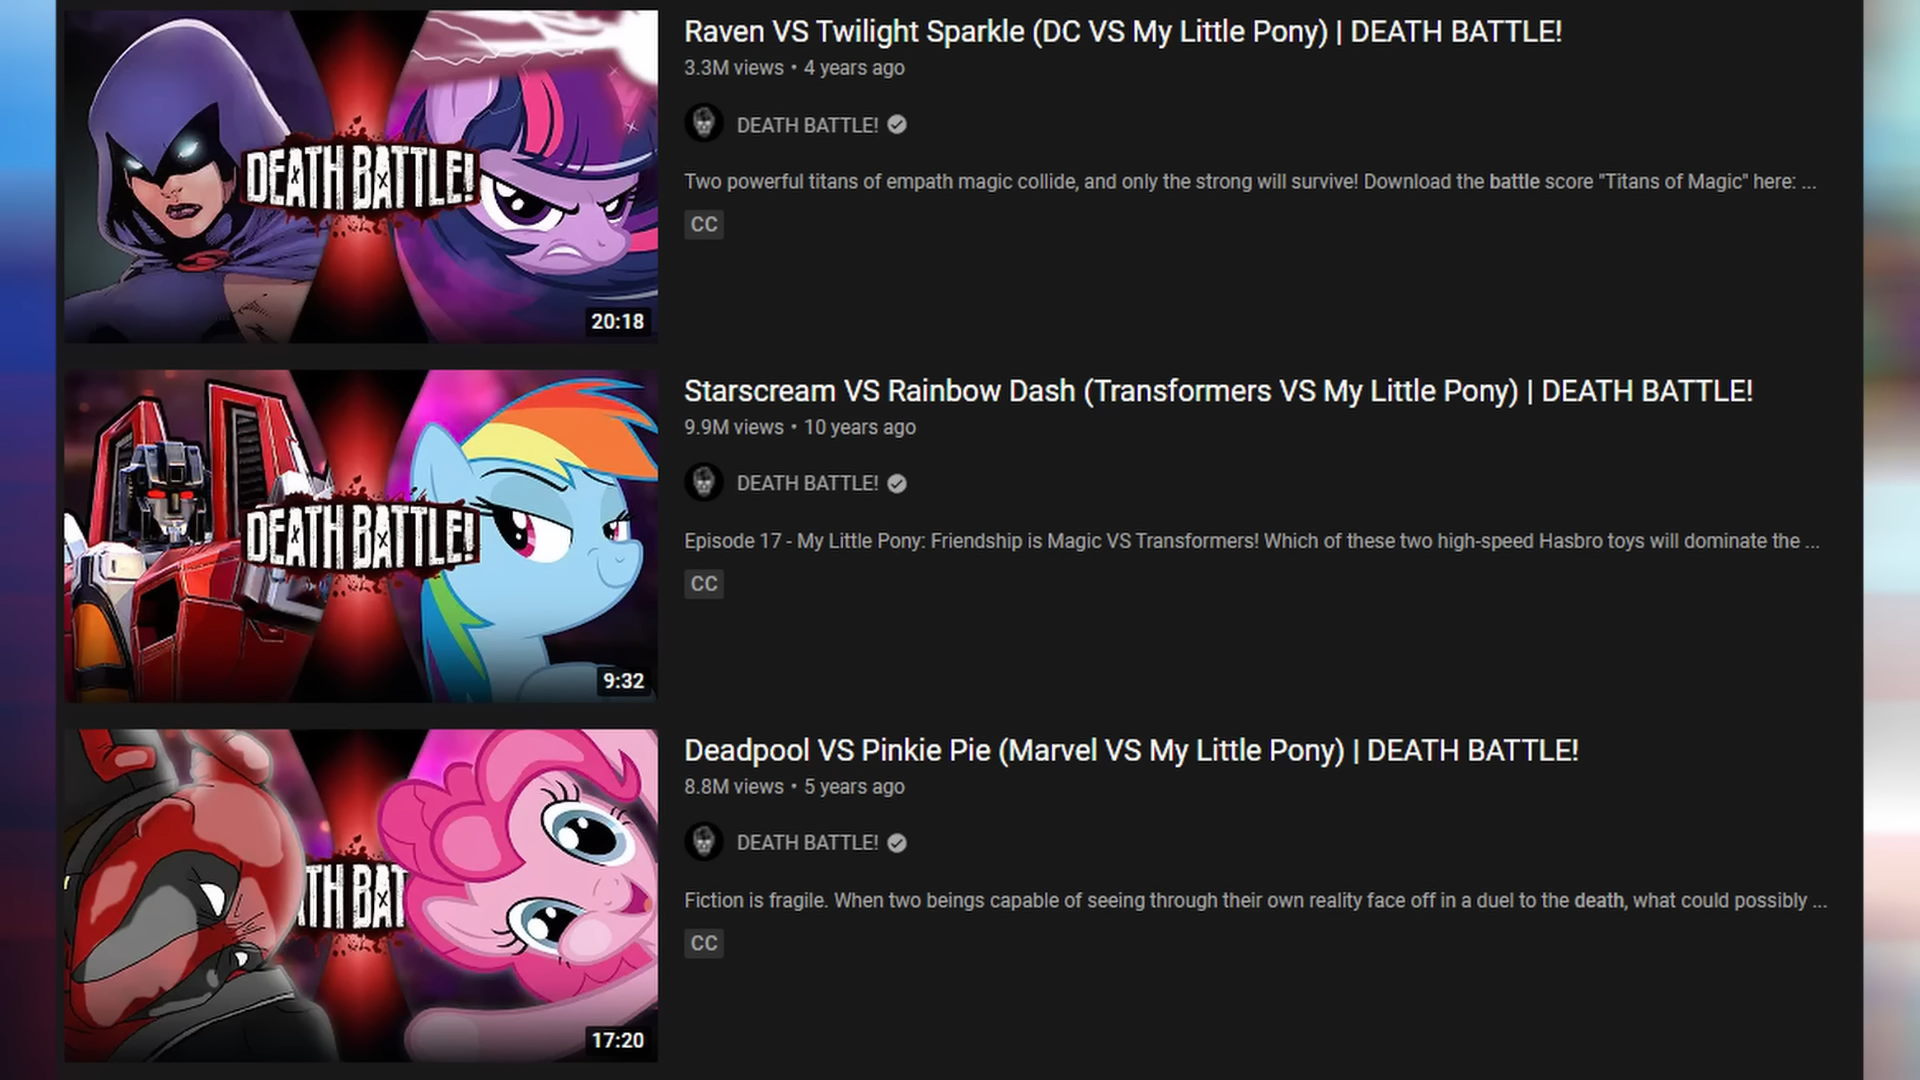 Raven VS Twilight Sparkle (DC VS My Little Pony) | DEATH BATTLE!
3.3M views • 4 years ago
DEATH BATTLE!
DEATH BATTLE!
Two powerful titans of empath magic collide, and only the strong will survive! Download the battle score "Titans of Magic" here: ...
CC
20:18
Starscream VS Rainbow Dash (Transformers VS My Little Pony) | DEATH BATTLE!
9.9M views • 10 years ago
DEATH BATTLE!
DEATH BATTLE!
Episode 17 - My Little Pony: Friendship is Magic VS Transformers! Which of these two high-speed Hasbro toys will dominate the ...
CC
9:32
Deadpool VS Pinkie Pie (Marvel VS My Little Pony) | DEATH BATTLE!
8.8M views • 5 years ago
DEATH BATTLE!
TH BAT
Fiction is fragile. When two beings capable of seeing through their own reality face off in a duel to the death, what could possibly ...
CC
17:20